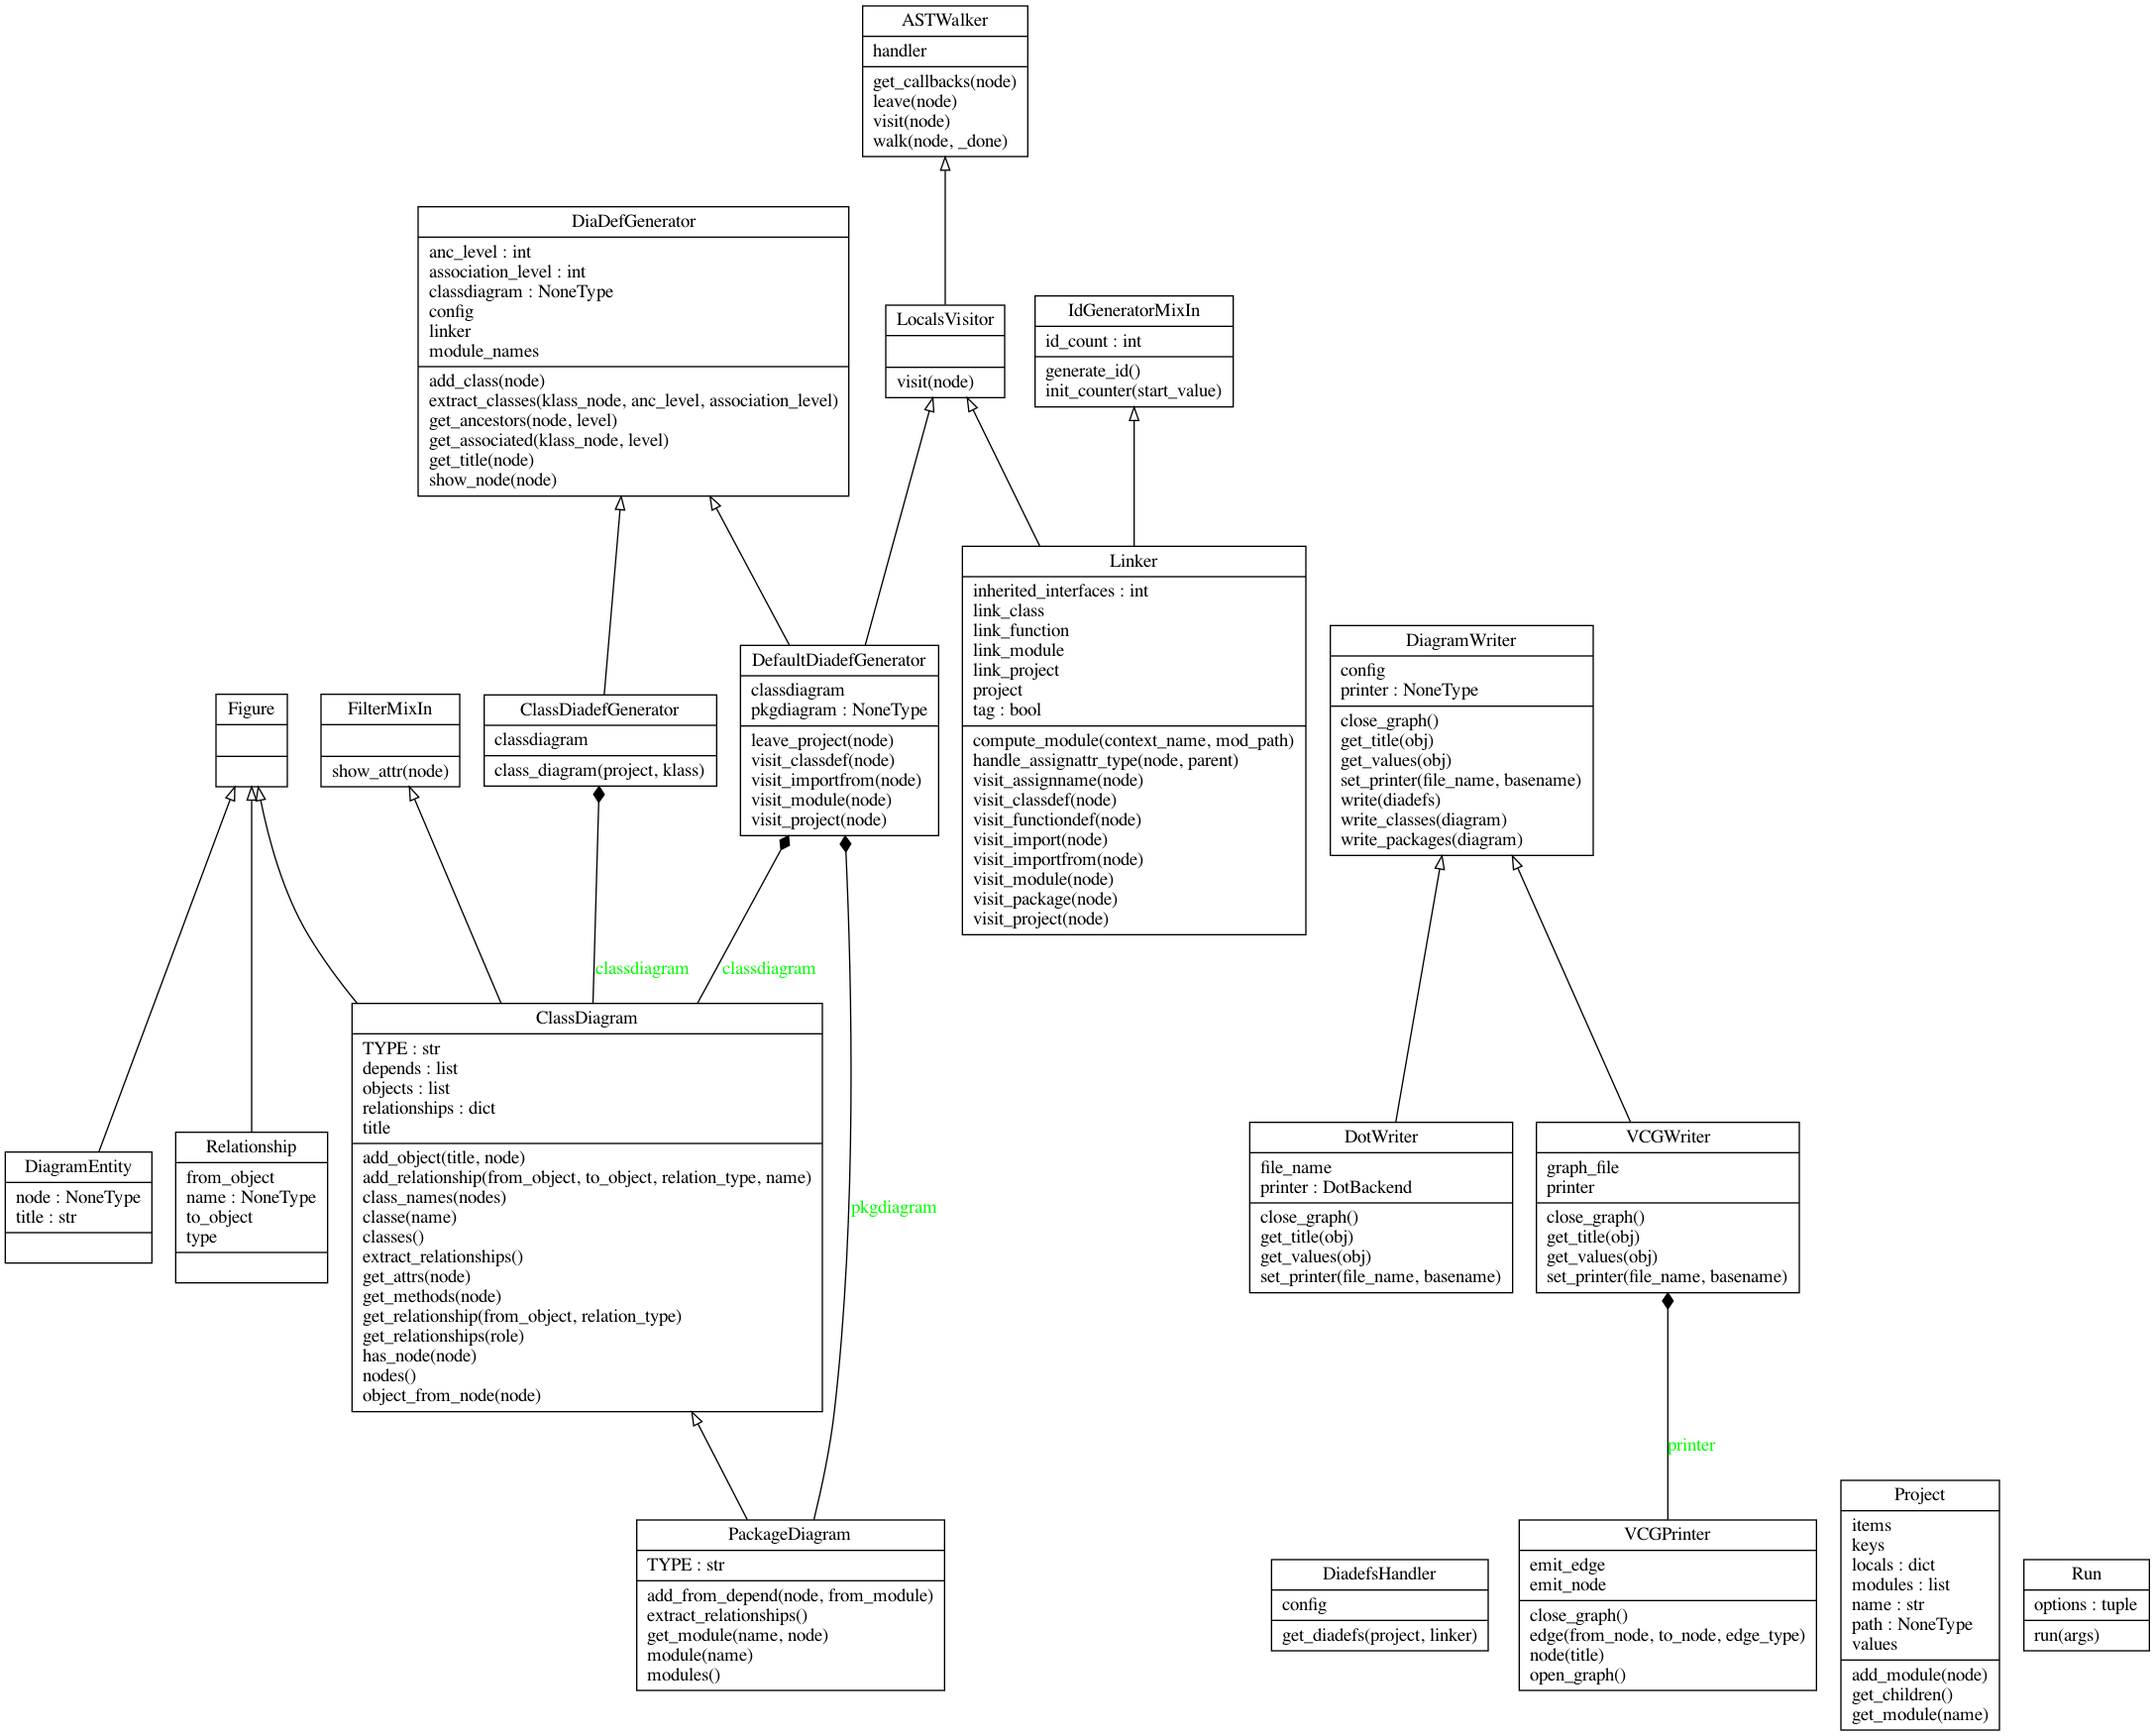 ASTWalker
handler
get_callbacks(node)
leave(node)
visit(node)
walk(node, _done)
DiaDefGenerator
anc_level : int
association_level : int
classdiagram : NoneType
config
linker
module_names
add_class(node)
extract_classes(klass_node, anc_level, association_level)
get_ancestors(node, level)
get_associated(klass_node, level)
get_title(node)
show_node(node)
LocalsVisitor
visit(node)
IdGeneratorMixIn
id_count : int
generate_id()
init_counter(start_value)
Linker
inherited_interfaces : int
link_class
link_function
link_module
link_project
project
tag : bool
compute_module(context_name, mod_path)
handle_assignattr_type(node, parent)
visit_assignname(node)
visit_classdef(node)
visit_functiondef(node)
visit_import(node)
visit_importfrom(node)
visit_module(node)
visit_package(node)
visit_project(node)
DiagramWriter
config
printer : NoneType
close_graph()
get_title(obj)
get_values(obj)
set_printer(file_name, basename)
write(diadefs)
write_classes(diagram)
write_packages(diagram)
Figure
FilterMixIn
show_attr(node)
ClassDiadefGenerator
classdiagram
class_diagram(project, klass)
DefaultDiadefGenerator
classdiagram
pkgdiagram : NoneType
leave_project(node)
visit_classdef(node)
visit_importfrom(node)
visit_module(node)
visit_project(node)
classdiagram
classdiagram
ClassDiagram
TYPE : str
depends : list
objects : list
relationships : dict
title
add_object(title, node)
add_relationship(from_object, to_object, relation_type, name)
class_names(nodes)
classe(name)
classes()
extract_relationships()
get_attrs(node)
get_methods(node)
get_relationship(from_object, relation_type)
get_relationships(role)
has_node(node)
nodes()
object_from_node(node)
DiagramEntity
node : NoneType
title : str
Relationship
from_object
name : NoneType
to_object
type
pkgdiagram
DotWriter
file_name
printer : DotBackend
close_graph()
get_title(obj)
get_values(obj)
set_printer(file_name, basename)
VCGWriter
graph_file
printer
close_graph()
get_title(obj)
get_values(obj)
set_printer(file_name, basename)
printer
PackageDiagram
TYPE : str
add_from_depend(node, from_module)
extract_relationships()
get_module(name, node)
module(name)
modules()
DiadefsHandler
config
get_diadefs(project, linker)
VCGPrinter
emit_edge
emit_node
close_graph()
edge(from_node, to_node, edge_type)
node(title)
open_graph()
Project
items
keys
locals : dict
modules : list
name : str
path : NoneType
values
add_module(node)
get_children()
get_module(name)
Run
options : tuple
run(args)